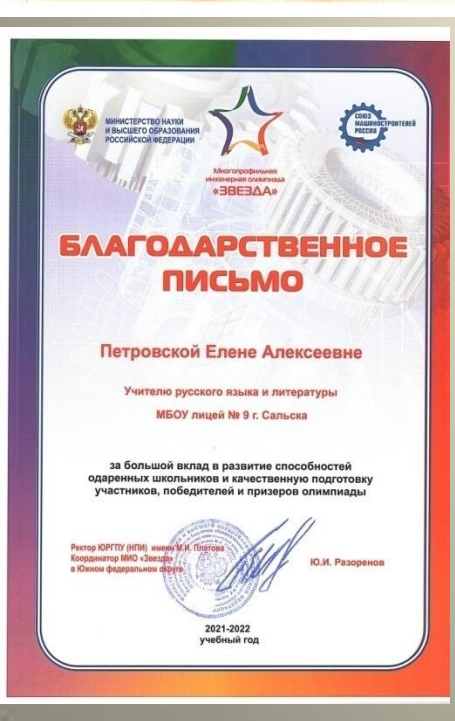 МИНИСТЕРСТВО НАУКИ
И ВЫСШЕГО ОБРАЗОВАНИЯ
РОССИЙСКОЙ ФЕДЕРАЦИИ
СОЮЗ
МАШИНОСТРОИТЕЛЕЙ
РОССИИ
Многопрофильная
инженерная олимпиада
«ЗВЕЗДА»
БЛАГОДАРСТВЕННОЕ
ПИСЬМО
Петровской Елене Алексеевне
Учителю русского языка и литературы
МБОУ лицей № 9 г. Сальска
за большой вклад в развитие способностей
одаренных школьников и качественную подготовку
участников, победителей и призеров олимпиады
Ректор ЮРГПУ (НПИ) имени М.И. Платова
Координатор МИО «Звезда»
в Южном федеральном округе
Ю.И. Разоренов
2021-2022
учебный год